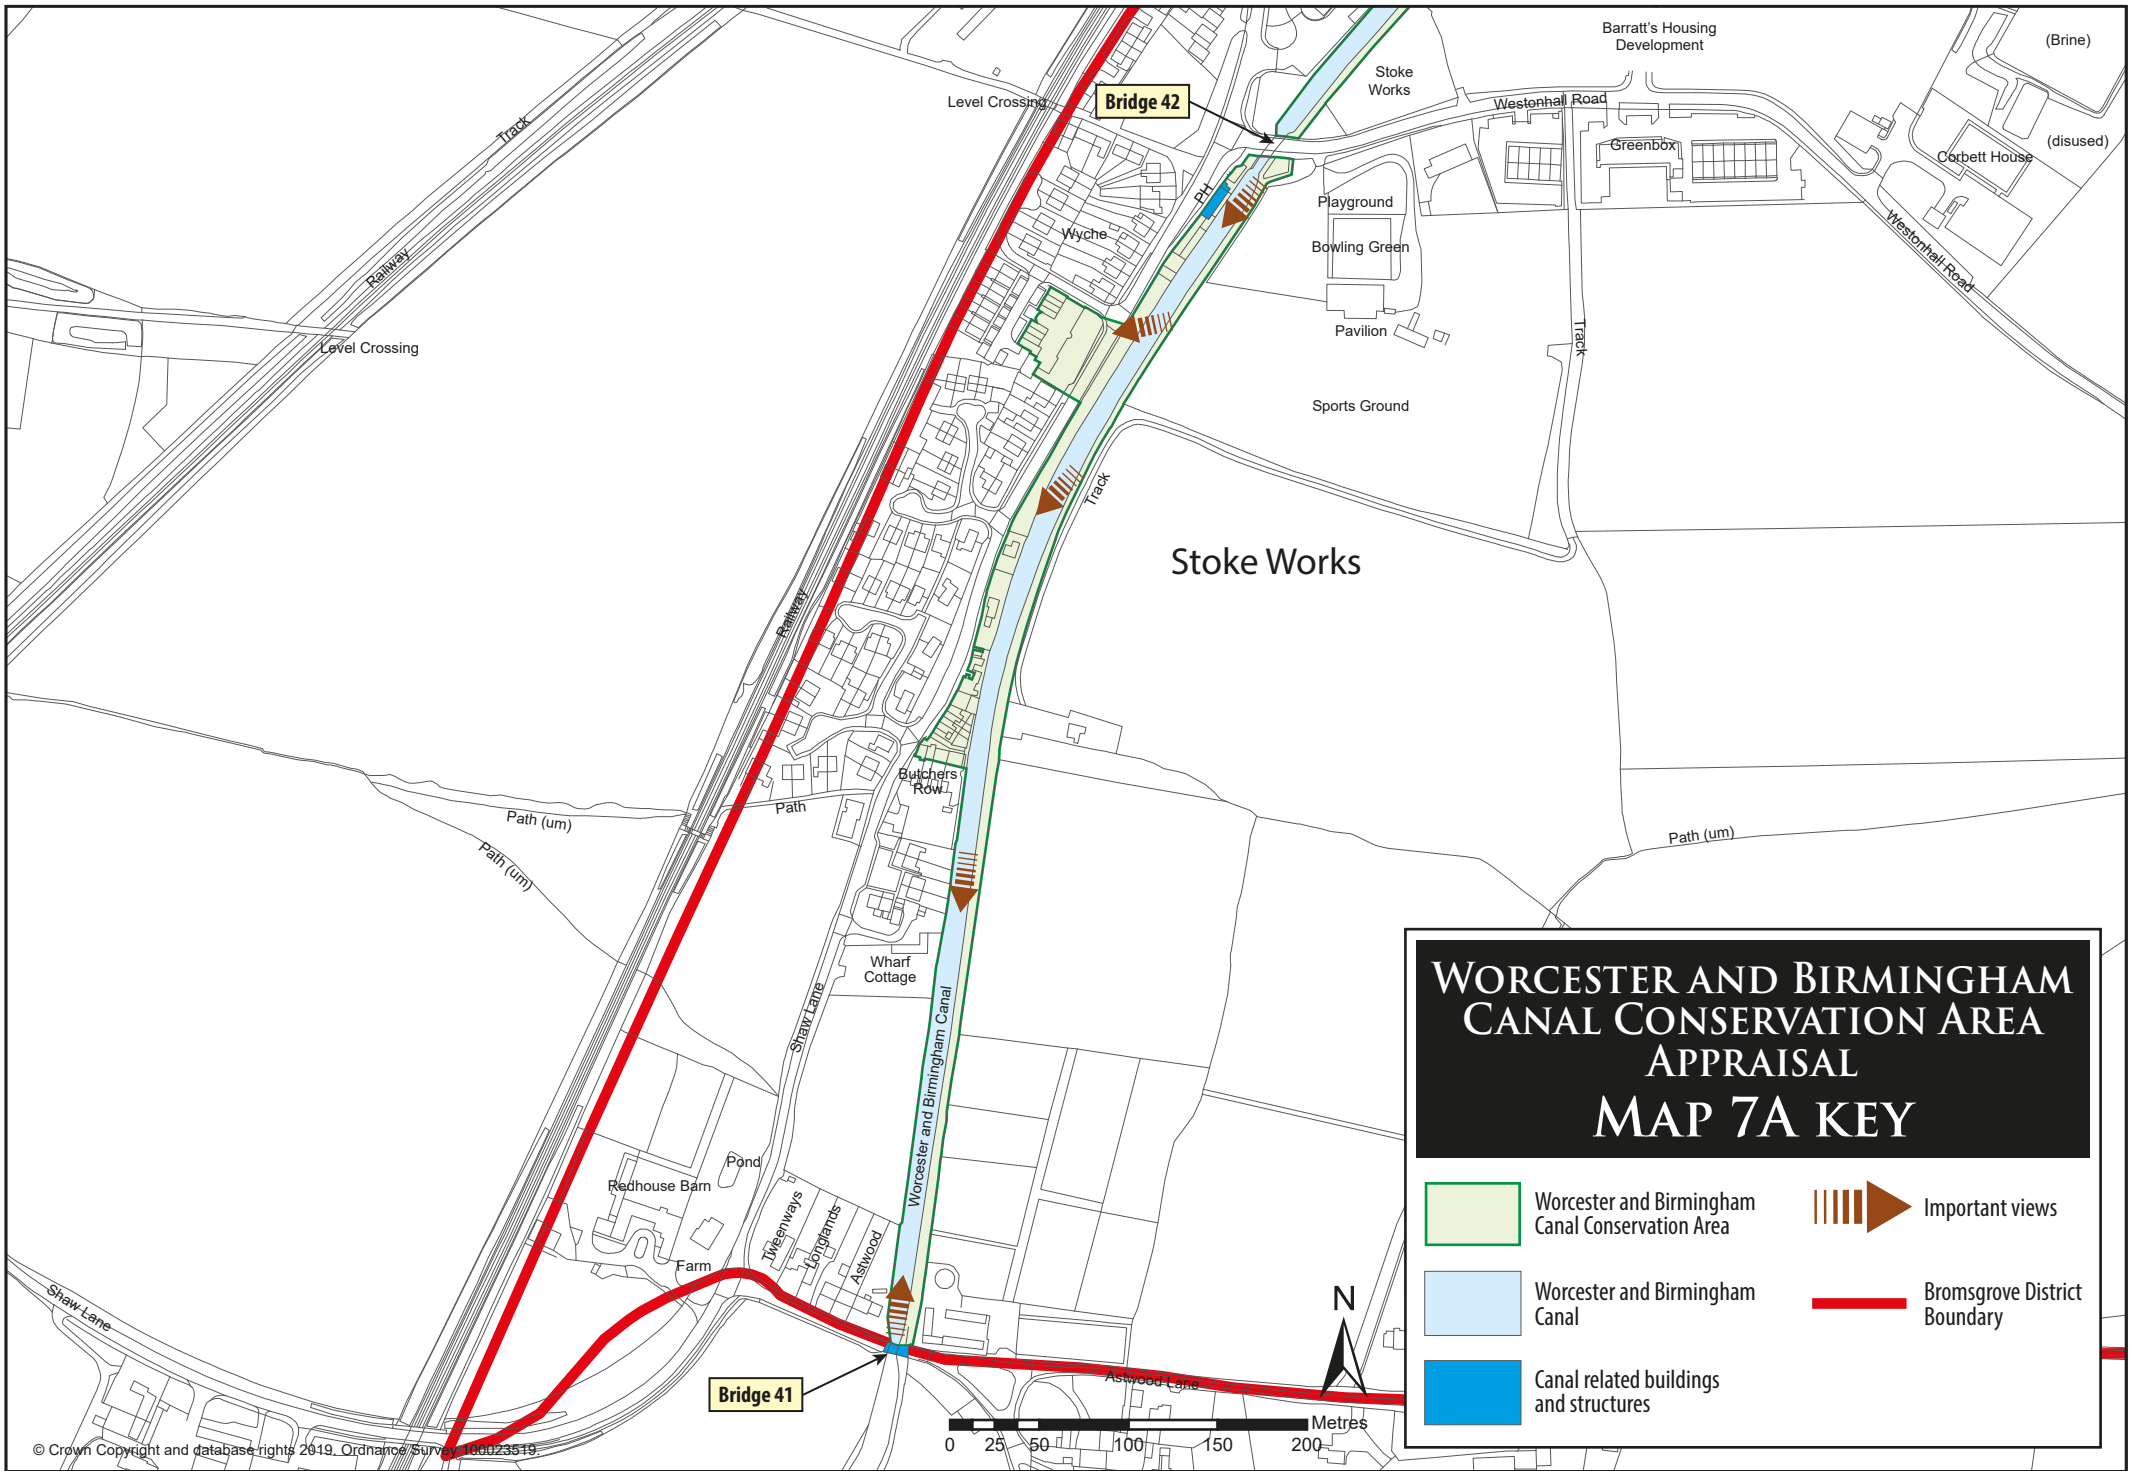 Barratt's Housing
Development
(Brine)
Level Crossing
Bridge 42
Stoke
Works
Westonhall Road
Track
Greenbox
(disused)
Corbett House
PH
Playground
Wyche
Bowling Green
Westonhall Road
Railway
Pavilion
Track
Level Crossing
Sports Ground
Track
Stoke Works
Railway
Butchers
Row
Path
Path (um)
Path (um)
Path (um)
Wharf
Cottage
Shaw Lane
Worcester and Birmingham Canal
Pond
Redhouse Barn
Tweenways
Longlands
Astwood
Farm
Shaw Lane
Bridge 41
Astwood Lane
N
Metres
0 25 50 100 150 200
© Crown Copyright and database rights 2019. Ordnance Survey 100023519.
Worcester and Birmingham
Canal Conservation Area
Appraisal
Map 7A key
Worcester and Birmingham
Canal Conservation Area
Important views
Worcester and Birmingham
Canal
Bromsgrove District
Boundary
Canal related buildings
and structures